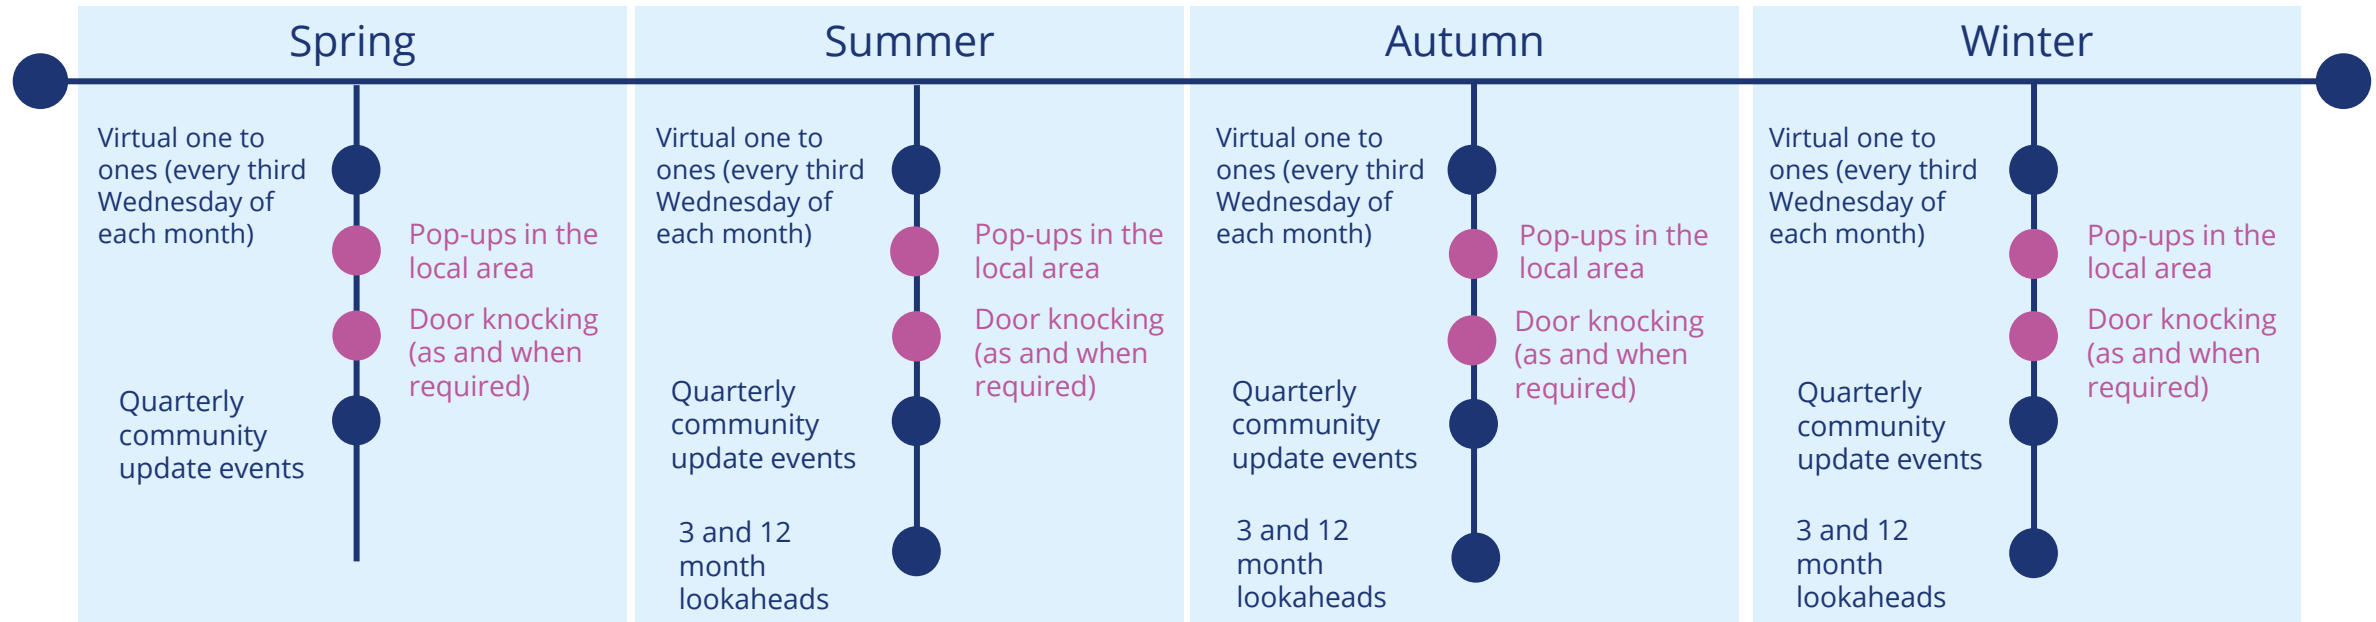 Spring
Virtual one to
ones (every third
Wednesday of
each month)
Pop-ups in the
local area
Door knocking
(as and when
required)
Quarterly
community
update events
Summer
Virtual one to
ones (every third
Wednesday of
each month)
Pop-ups in the
local area
Door knocking
(as and when
required)
Quarterly
community
update events
3 and 12
month
lookaheads
Autumn
Virtual one to
ones (every third
Wednesday of
each month)
Pop-ups in the
local area
Door knocking
(as and when
required)
Quarterly
community
update events
3 and 12
month
lookaheads
Winter
Virtual one to
ones (every third
Wednesday of
each month)
Pop-ups in the
local area
Door knocking
(as and when
required)
Quarterly
community
update events
3 and 12
month
lookaheads